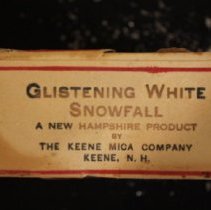 GLISTENING WHITE
SNOWFALL
A NEW HAMPSHIRE PRODUCT
BY
THE KEENE MICA COMPANY
KEENE, N. H.